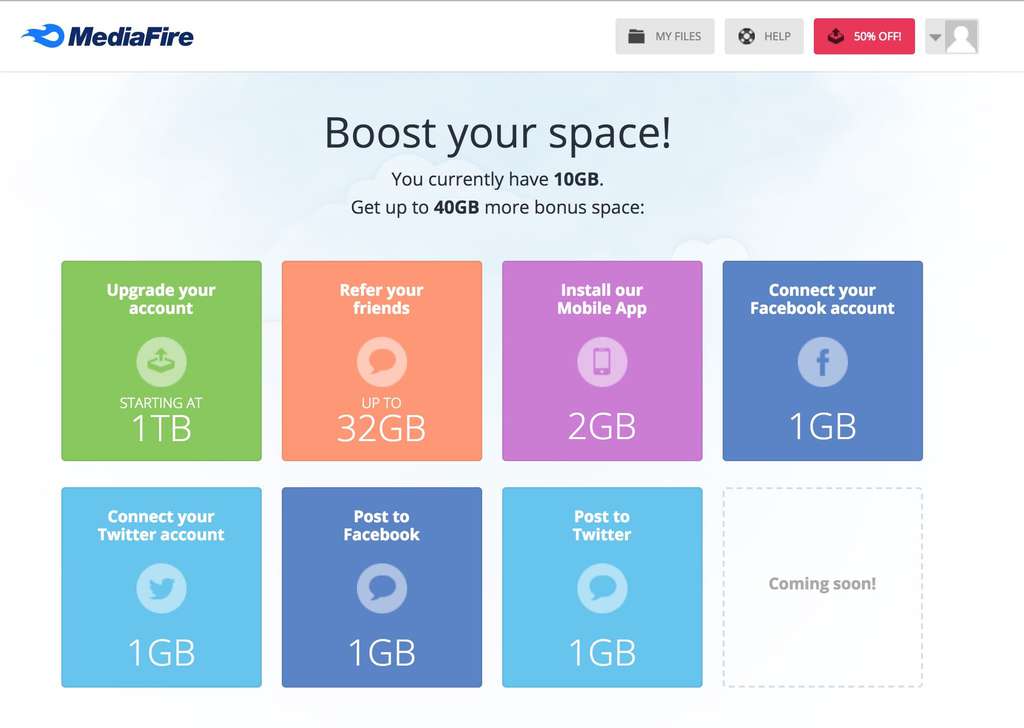 MediaFire
MY FILES
HELP
50% OFF!
Boost your space!
You currently have 10GB.
Get up to 40GB more bonus space:
Upgrade your
account
STARTING AT
1TB
Refer your
friends
UP TO
32GB
Install our
Mobile App
2GB
Connect your
Facebook account
1GB
Connect your
Twitter account
1GB
Post to
Facebook
1GB
Post to
Twitter
1GB
Coming soon!